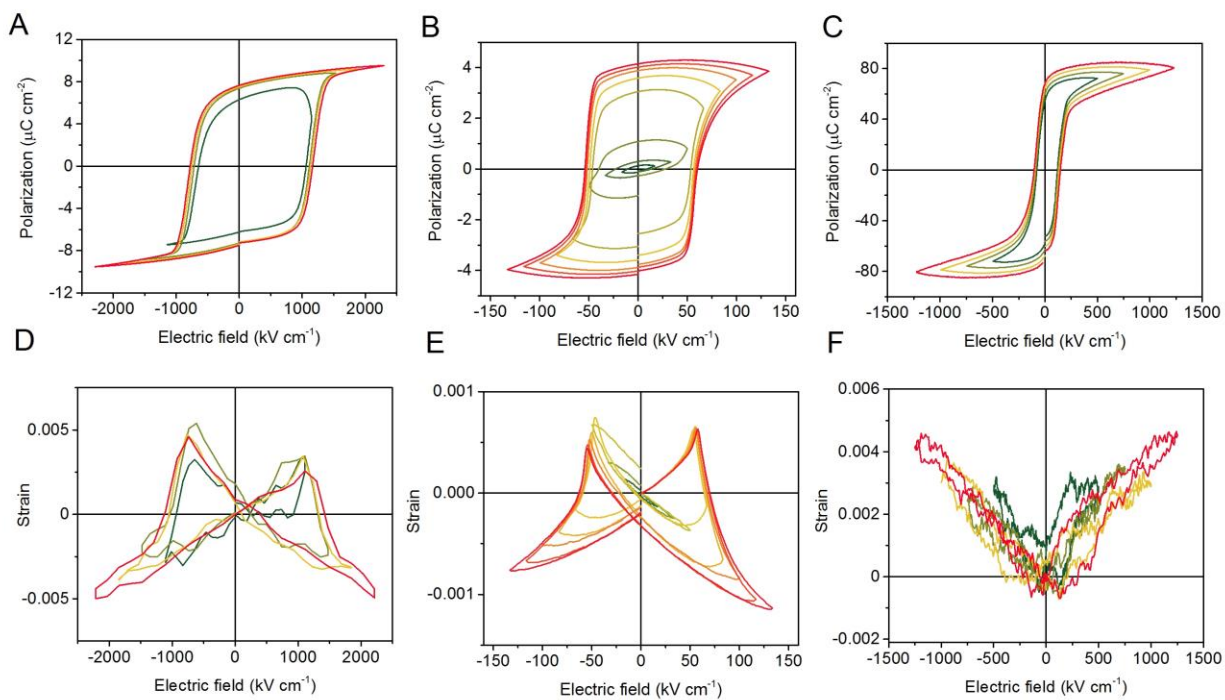 A
12
8
4
0
-4
-8
-12
-2000 -1000 0 1000 2000
Polarization (μC cm⁻²)
Electric field (kV cm⁻¹)
B
4
2
0
-2
-4
-150 -100 -50 0 50 100 150
Polarization (μC cm⁻²)
Electric field (kV cm⁻¹)
C
80
40
0
-40
-80
-1500 -1000 -500 0 500 1000 1500
Polarization (μC cm⁻²)
Electric field (kV cm⁻¹)
D
0.005
0
-0.005
-2000 -1000 0 1000 2000
Strain
Electric field (kV cm⁻¹)
E
0.001
0.000
-0.001
-150 -100 -50 0 50 100 150
Strain
Electric field (kV cm⁻¹)
F
0.006
0.004
0.002
0
-0.002
-1500 -1000 -500 0 500 1000 1500
Strain
Electric field (kV cm⁻¹)